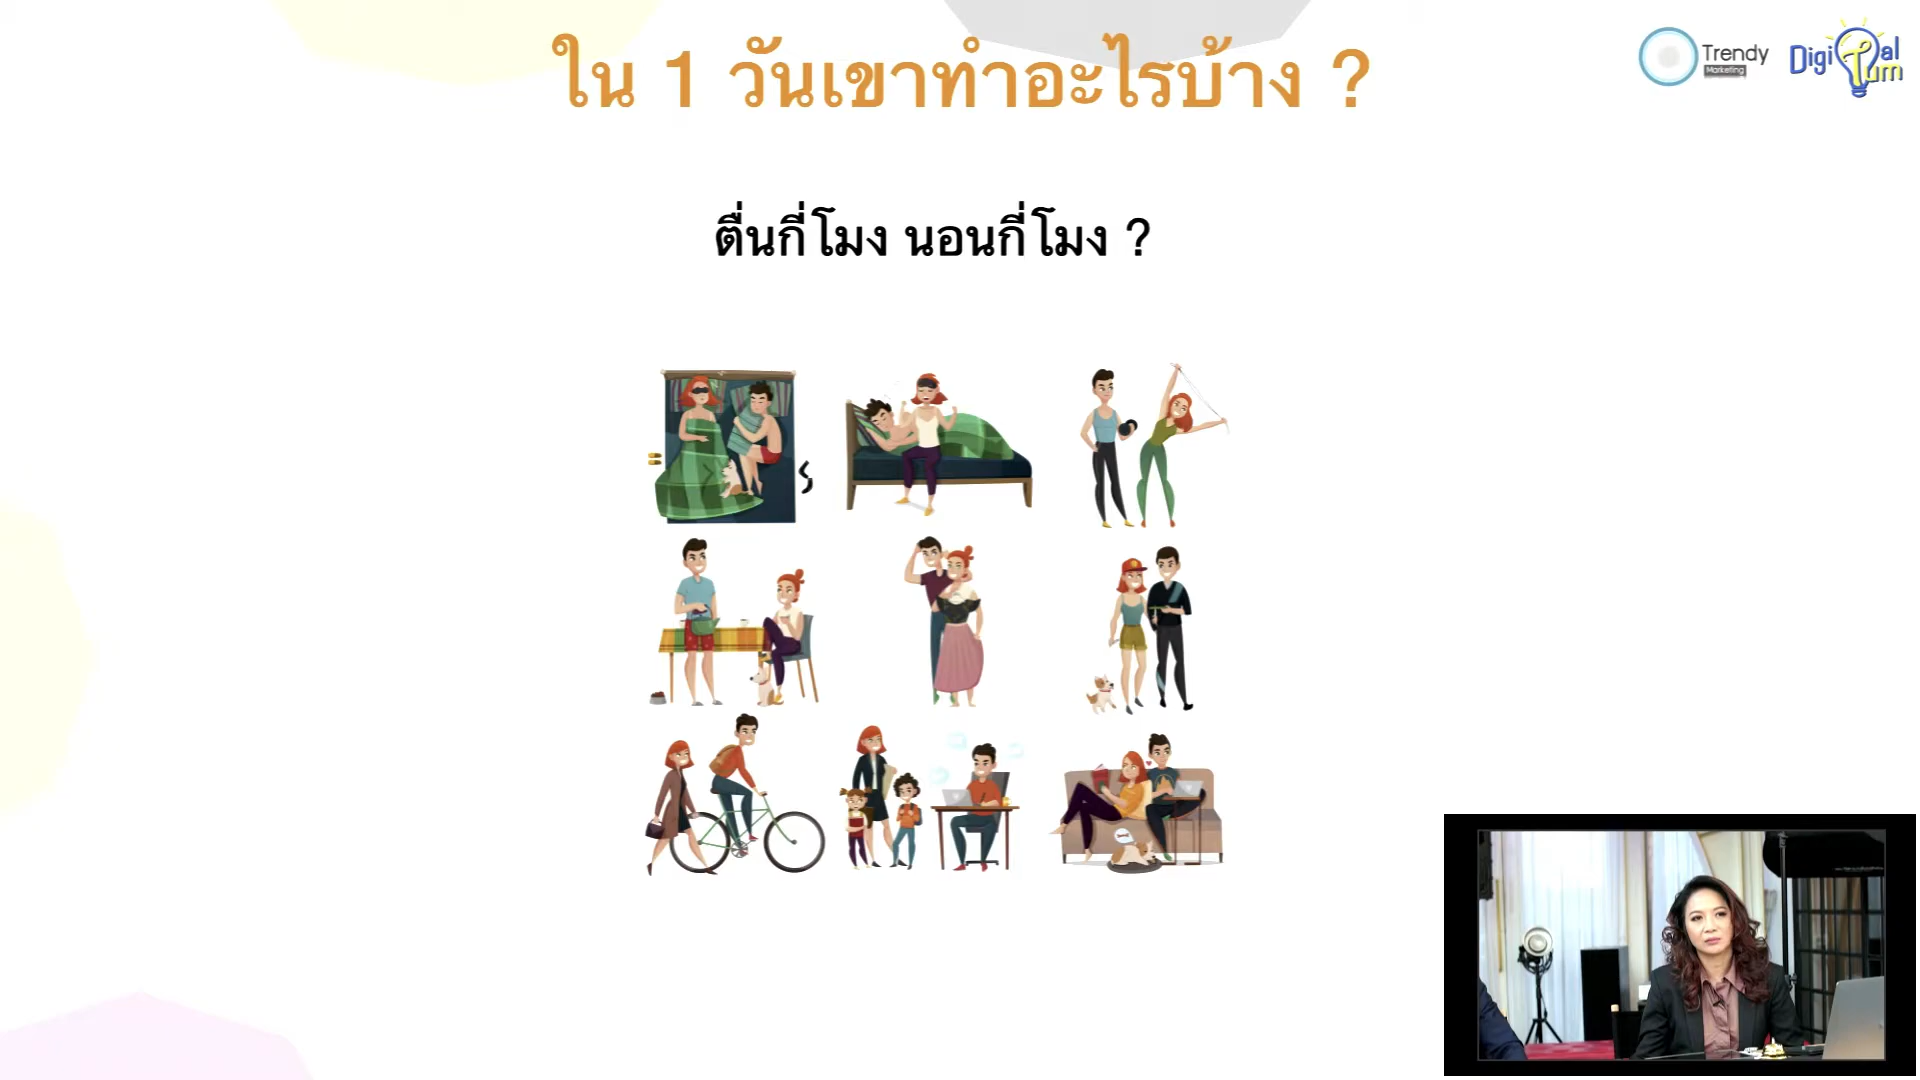 ใน 1 วันเขาทำอะไรบ้าง ?
Trendy
Marketing
Digital
Tum
ตื่นกี่โมง นอนกี่โมง ?